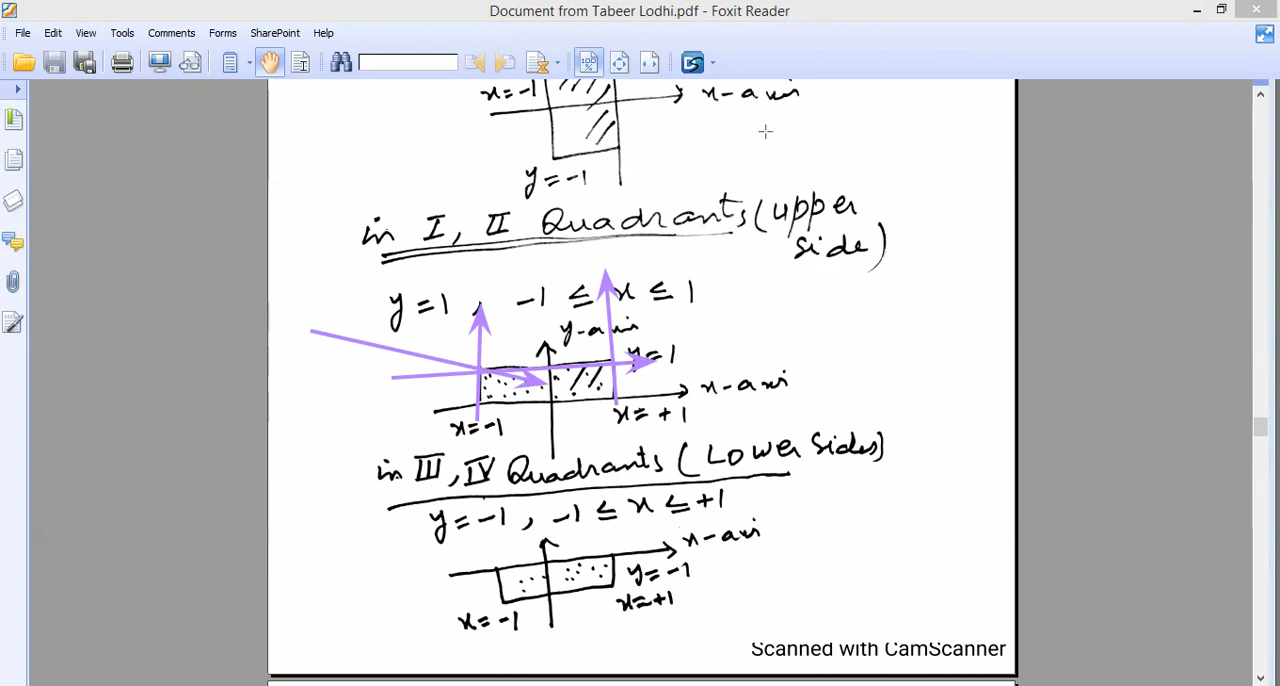 Document from Tabeer Lodhi.pdf - Foxit Reader
File Edit View Tools Comments Forms SharePoint Help
x=-1
x-axis
y=-1
in I, II Quadrants (upper
side)
y=1, -1 ≤ x ≤ 1
y-axis
y=1
x-axis
x=-1
x=+1
in III, IV Quadrants (Lower Sides)
y=-1, -1 ≤ x ≤ +1
x-axis
y=-1
x=+1
x=-1
Scanned with CamScanner